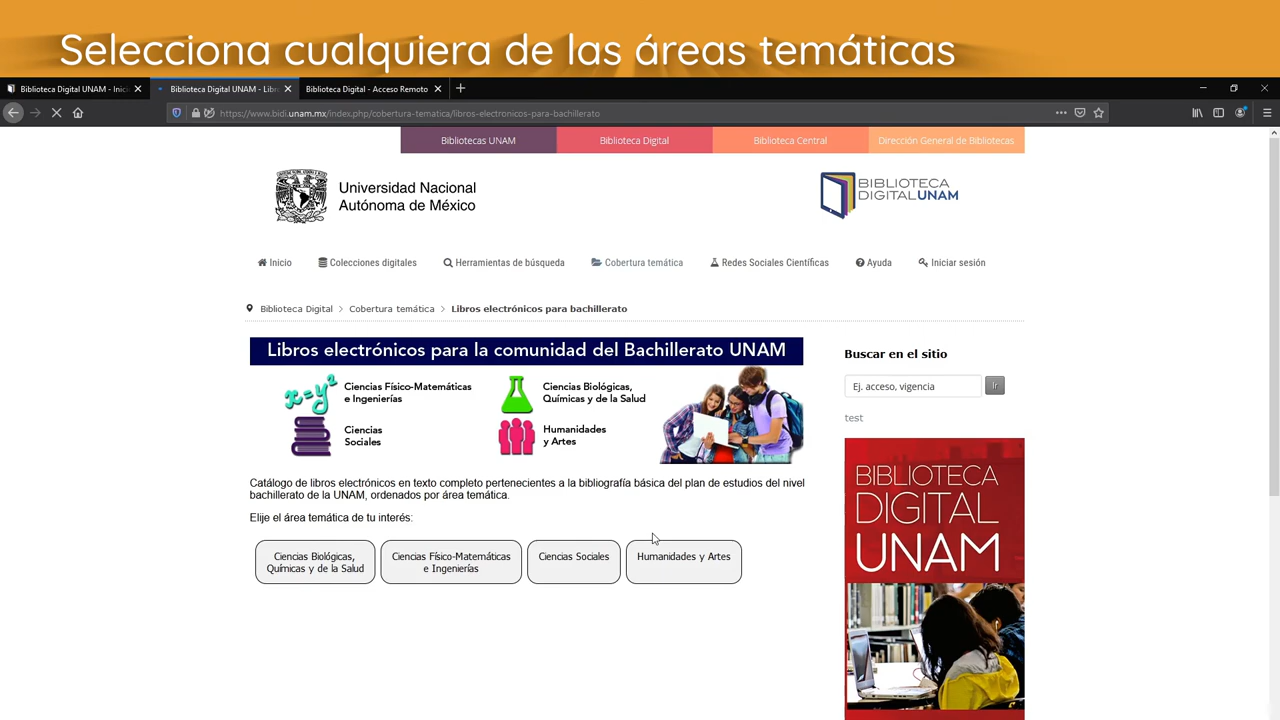 Selecciona cualquiera de las áreas temáticas
Biblioteca Digital UNAM - Inici
Biblioteca Digital UNAM - Libro
Biblioteca Digital - Acceso Remoto
https://www.bidi.unam.mx/index.php/cobertura-tematica/libros-electronicos-para-bachillerato
Bibliotecas UNAM
Biblioteca Digital
Biblioteca Central
Dirección General de Bibliotecas
Universidad Nacional
Autónoma de México
BIBLIOTECA
DIGITALUNAM
Inicio
Colecciones digitales
Herramientas de búsqueda
Cobertura temática
Redes Sociales Científicas
Ayuda
Iniciar sesión
Biblioteca Digital > Cobertura temática > Libros electrónicos para bachillerato
Libros electrónicos para la comunidad del Bachillerato UNAM
x=y²
Ciencias Físico-Matemáticas
e Ingenierías
Ciencias Biológicas,
Químicas y de la Salud
Ciencias
Sociales
Humanidades
y Artes
Catálogo de libros electrónicos en texto completo pertenecientes a la bibliografía básica del plan de estudios del nivel
bachillerato de la UNAM, ordenados por área temática.
Elije el área temática de tu interés:
Ciencias Biológicas,
Químicas y de la Salud
Ciencias Físico-Matemáticas
e Ingenierías
Ciencias Sociales
Humanidades y Artes
Buscar en el sitio
Ej. acceso, vigencia
Ir
test
BIBLIOTECA
DIGITAL
UNAM